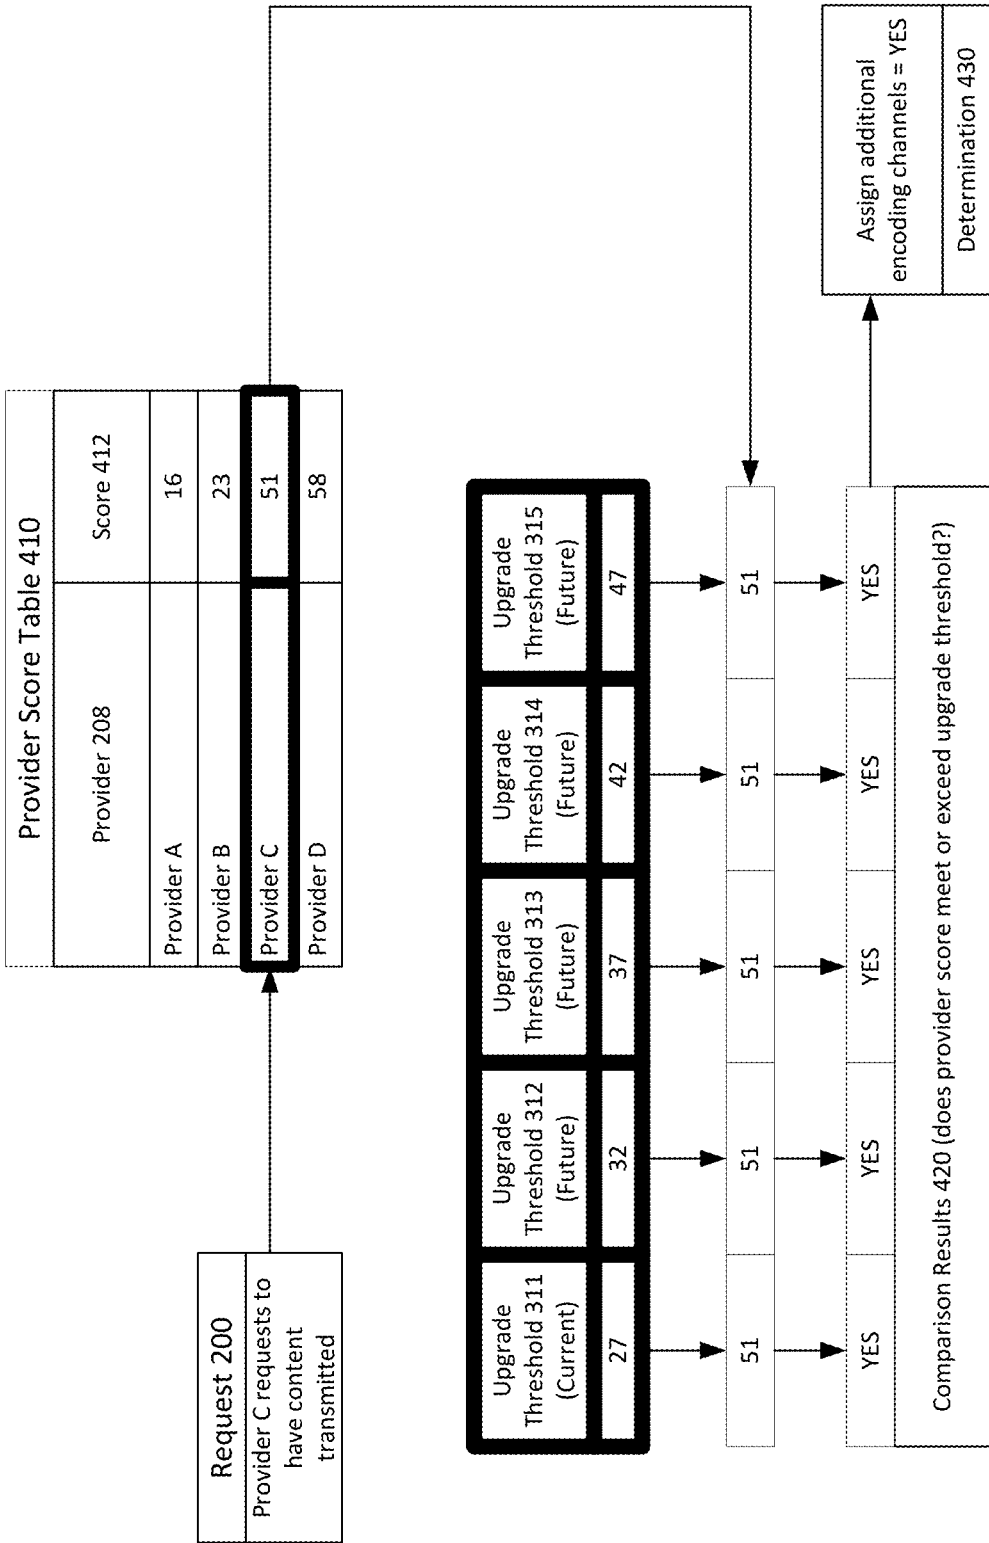 Provider Score Table 410
Provider 208 Score 412
Provider A 16
Provider B 23
Provider C 51
Provider D 58
Request 200
Provider C requests to
have content
transmitted
Upgrade
Threshold 311
(Current)
27
Upgrade
Threshold 312
(Future)
32
Upgrade
Threshold 313
(Future)
37
Upgrade
Threshold 314
(Future)
42
Upgrade
Threshold 315
(Future)
47
51 51 51 51 51
YES YES YES YES YES
Comparison Results 420 (does provider score meet or exceed upgrade threshold?)
Assign additional
encoding channels = YES
Determination 430